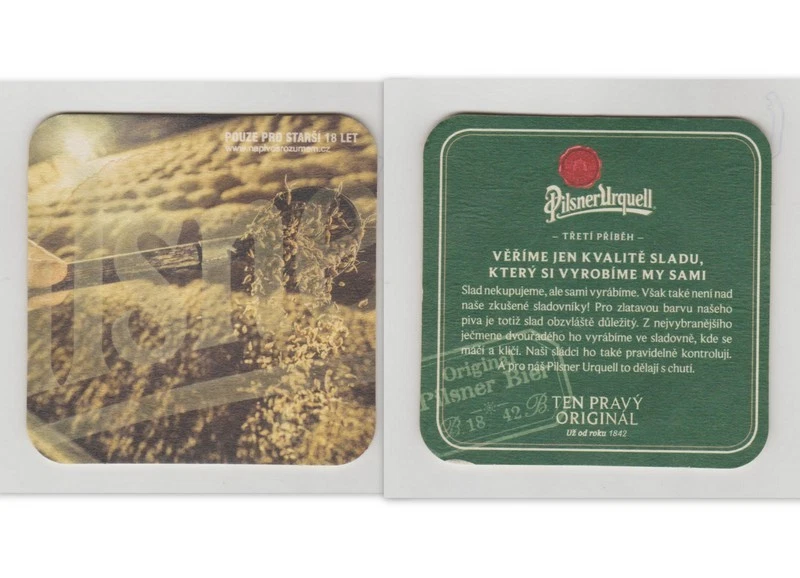 POUZE PRO STARŠÍ 18 LET
www.napivosrozumem.cz
Pilsner Urquell
– TŘETÍ PŘÍBĚH –
VĚŘÍME JEN KVALITĚ SLADU,
KTERÝ SI VYROBÍME MY SAMI
Slad nekupujeme, ale sami vyrábíme. Však také není nad
naše zkušené sladovníky! Pro zlatavou barvu našeho
piva je totiž slad obzvláště důležitý. Z nejvybranějšího
ječmene dvouřadého ho vyrábíme ve sladovně, kde se
máčí a klíčí. Naši sládci ho také pravidelně kontrolují.
A pro náš Pilsner Urquell to dělají s chutí.
Original
Pilsner Bier
B 18 * 42 B
TEN PRAVÝ
ORIGINÁL
Už od roku 1842